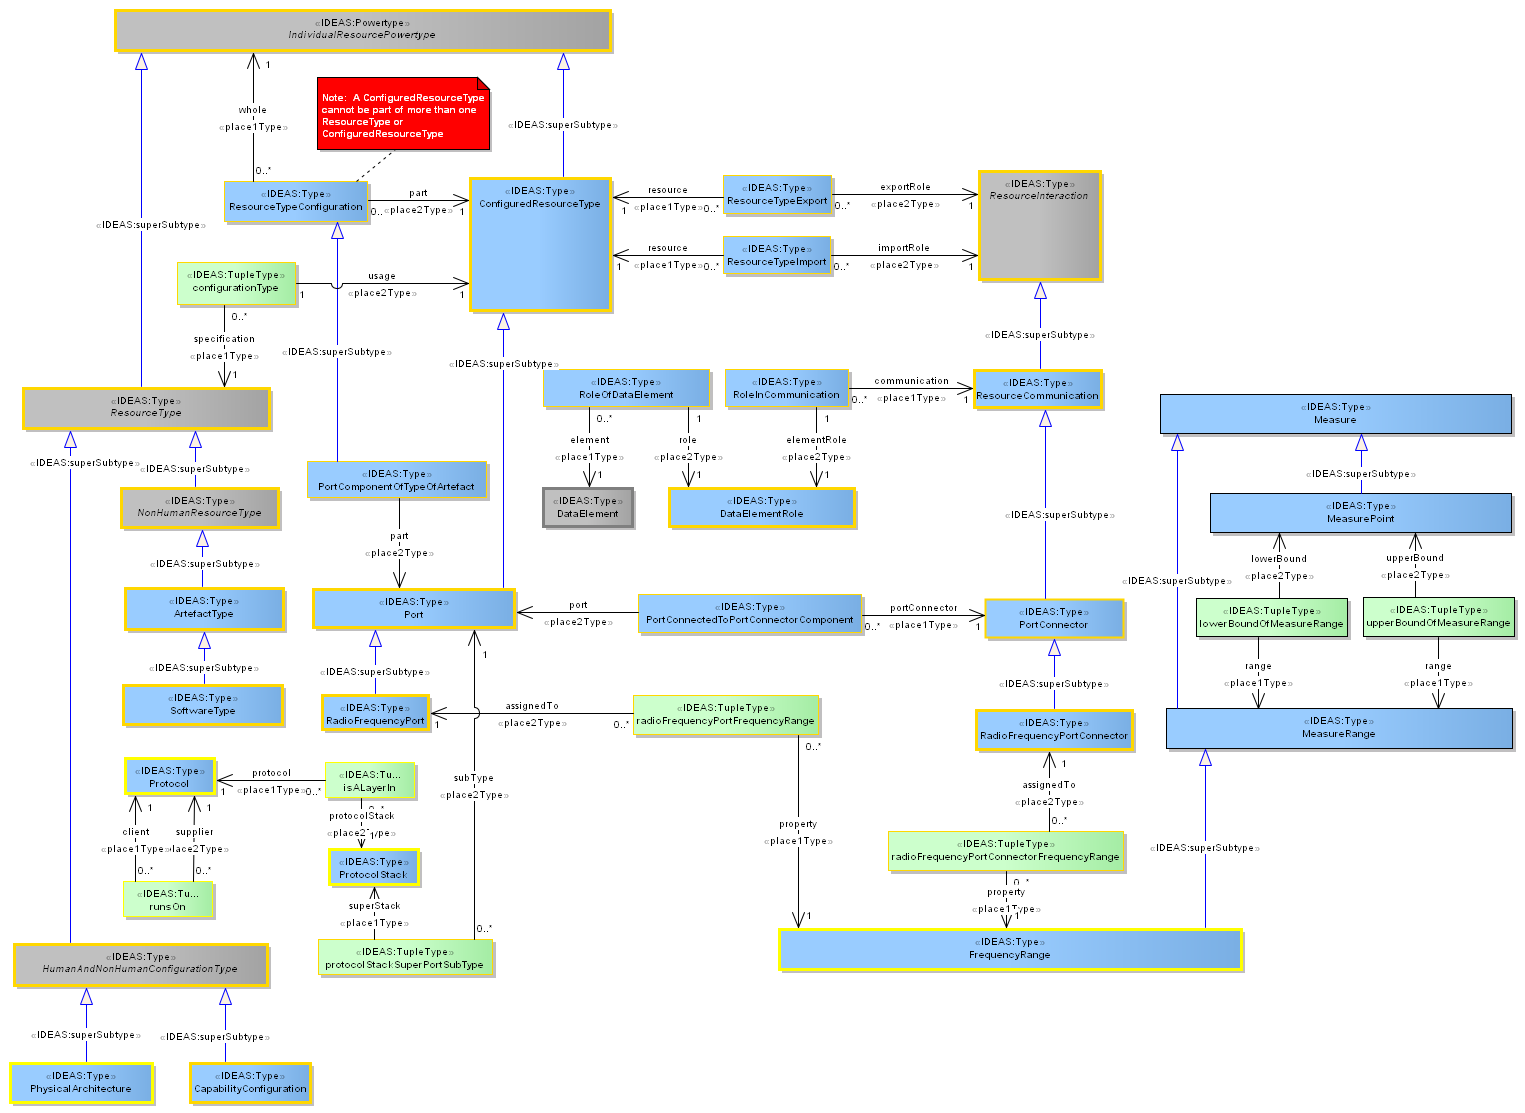 «IDEAS:Powertype»
IndividualResourcePowertype
1
whole
«place1Type»
0..*
Note: A ConfiguredResourceType
cannot be part of more than one
ResourceType or
ConfiguredResourceType
«IDEAS:superSubtype»
«IDEAS:Type»
ResourceTypeConfiguration
part
0..
«place2Type»
1
«IDEAS:Type»
ConfiguredResourceType
resource
1
«place1Type»
0..*
«IDEAS:Type»
ResourceTypeExport
exportRole
0..*
«place2Type»
1
«IDEAS:Type»
ResourceInteraction
resource
1
«place1Type»
0..*
«IDEAS:Type»
ResourceTypeImport
importRole
0..*
«place2Type»
1
«IDEAS:superSubtype»
«IDEAS:TupleType»
configurationType
usage
1
«place2Type»
1
0..*
specification
«place1Type»
1
«IDEAS:superSubtype»
«IDEAS:superSubtype»
«IDEAS:superSubtype»
«IDEAS:Type»
ResourceType
«IDEAS:Type»
RoleOfDataElement
«IDEAS:Type»
RoleInCommunication
communication
0..*
«place1Type»
1
«IDEAS:Type»
ResourceCommunication
«IDEAS:Type»
Measure
0..*
element
«place1Type»
1
1
role
«place2Type»
1
1
elementRole
«place2Type»
1
«IDEAS:superSubtype»
«IDEAS:superSubtype»
«IDEAS:superSubtype»
«IDEAS:Type»
NonHumanResourceType
«IDEAS:Type»
PortComponentOfTypeOfArtefact
«IDEAS:Type»
DataElement
«IDEAS:Type»
DataElementRole
«IDEAS:superSubtype»
«IDEAS:Type»
MeasurePoint
«IDEAS:superSubtype»
part
«place2Type»
lowerBound
«place2Type»
upperBound
«place2Type»
«IDEAS:superSubtype»
«IDEAS:Type»
ArtefactType
«IDEAS:Type»
Port
port
«place2Type»
«IDEAS:Type»
PortConnectedToPortConnectorComponent
portConnector
0..*
«place1Type»
1
«IDEAS:Type»
PortConnector
«IDEAS:TupleType»
lowerBoundOfMeasureRange
«IDEAS:TupleType»
upperBoundOfMeasureRange
range
«place1Type»
range
«place1Type»
1
«IDEAS:superSubtype»
«IDEAS:superSubtype»
«IDEAS:superSubtype»
«IDEAS:Type»
SoftwareType
«IDEAS:Type»
RadioFrequencyPort
assignedTo
1
«place2Type»
0..*
«IDEAS:TupleType»
radioFrequencyPortFrequencyRange
0..*
«IDEAS:Type»
RadioFrequencyPortConnector
«IDEAS:Type»
MeasureRange
1
assignedTo
«place2Type»
0..*
«IDEAS:Type»
Protocol
protocol
1
«place1Type»
0..*
«IDEAS:Tu...
isALayerIn
subType
«place2Type»
1
client
«place1Type»
0..*
1
supplier
place2Type»
0..*
0..*
protocolStack
«place2Type»
1
property
«place1Type»
1
«IDEAS:TupleType»
radioFrequencyPortConnectorFrequencyRange
«IDEAS:superSubtype»
«IDEAS:Type»
ProtocolStack
«IDEAS:Tu...
runsOn
superStack
«place1Type»
0..*
0..*
property
«place1Type»
1
«IDEAS:TupleType»
protocolStackSuperPortSubType
«IDEAS:Type»
FrequencyRange
«IDEAS:Type»
HumanAndNonHumanConfigurationType
«IDEAS:superSubtype»
«IDEAS:superSubtype»
«IDEAS:Type»
PhysicalArchitecture
«IDEAS:Type»
CapabilityConfiguration